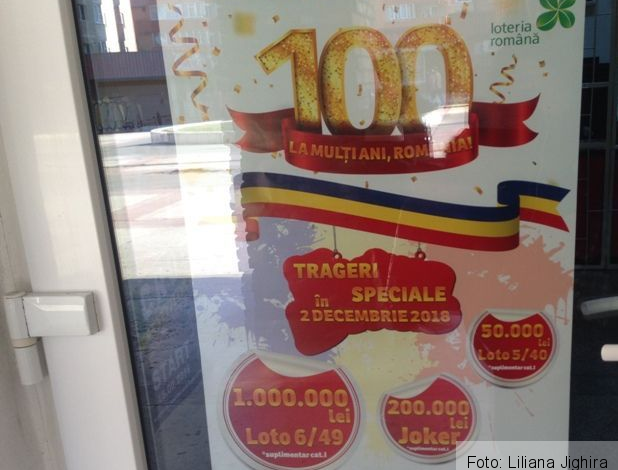 loteria
română
100
LA MULȚI ANI, ROMÂNIA!
TRAGERI
în SPECIALE
2 DECEMBRIE 2018
50.000
lei
Loto 5/40
*suplimentar cat.I
1.000.000
lei
Loto 6/49
*suplimentar cat.I
200.000
lei
Joker
*suplimentar cat.I
START
Foto: Liliana Jighira